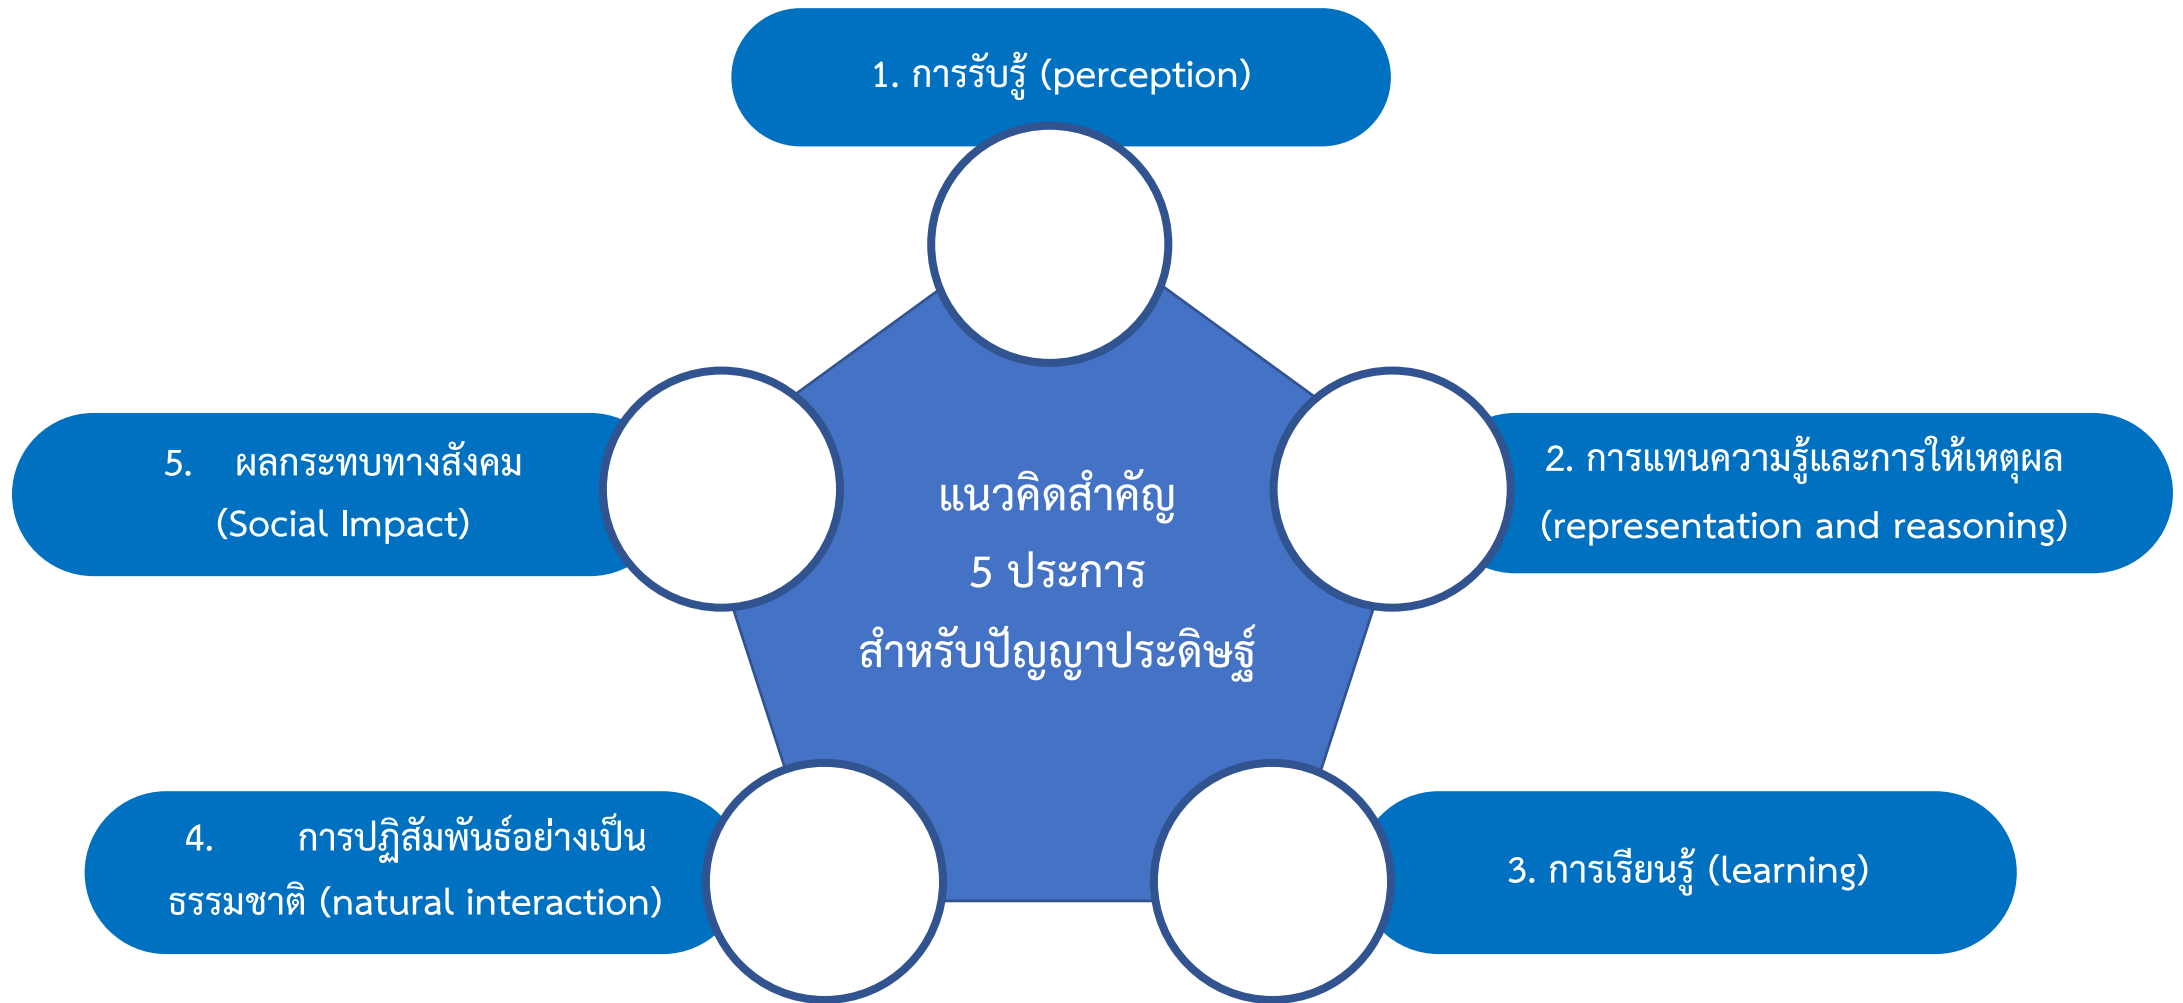 1. การรับรู้ (perception)
2. การแทนความรู้และการให้เหตุผล
(representation and reasoning)
3. การเรียนรู้ (learning)
4. การปฏิสัมพันธ์อย่างเป็น
ธรรมชาติ (natural interaction)
5. ผลกระทบทางสังคม
(Social Impact)
แนวคิดสำคัญ
5 ประการ
สำหรับปัญญาประดิษฐ์